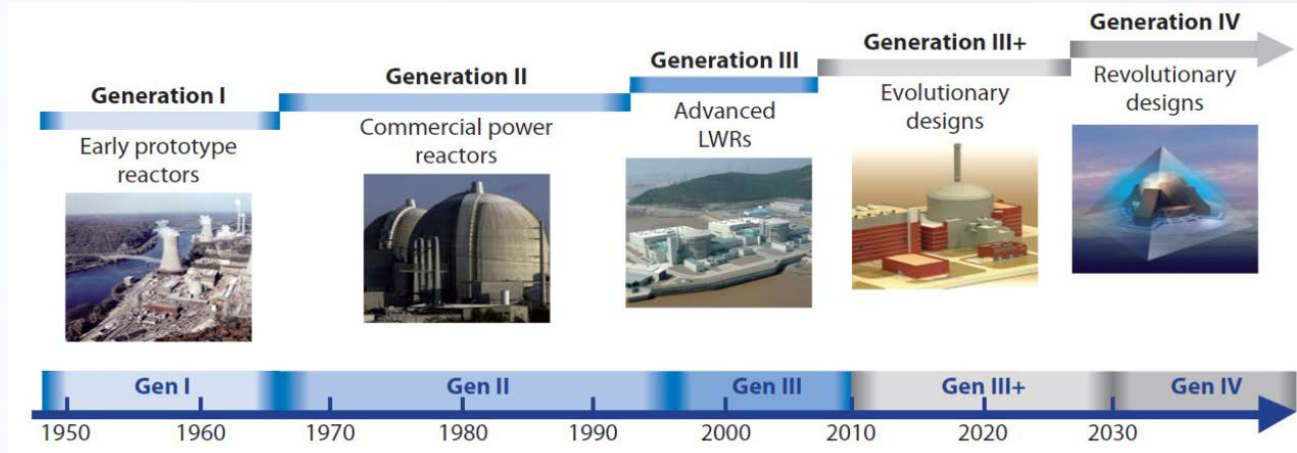 Generation I
Early prototype
reactors
Generation II
Commercial power
reactors
Generation III
Advanced
LWRs
Generation III+
Evolutionary
designs
Generation IV
Revolutionary
designs
Gen I
Gen II
Gen III
Gen III+
Gen IV
1950
1960
1970
1980
1990
2000
2010
2020
2030